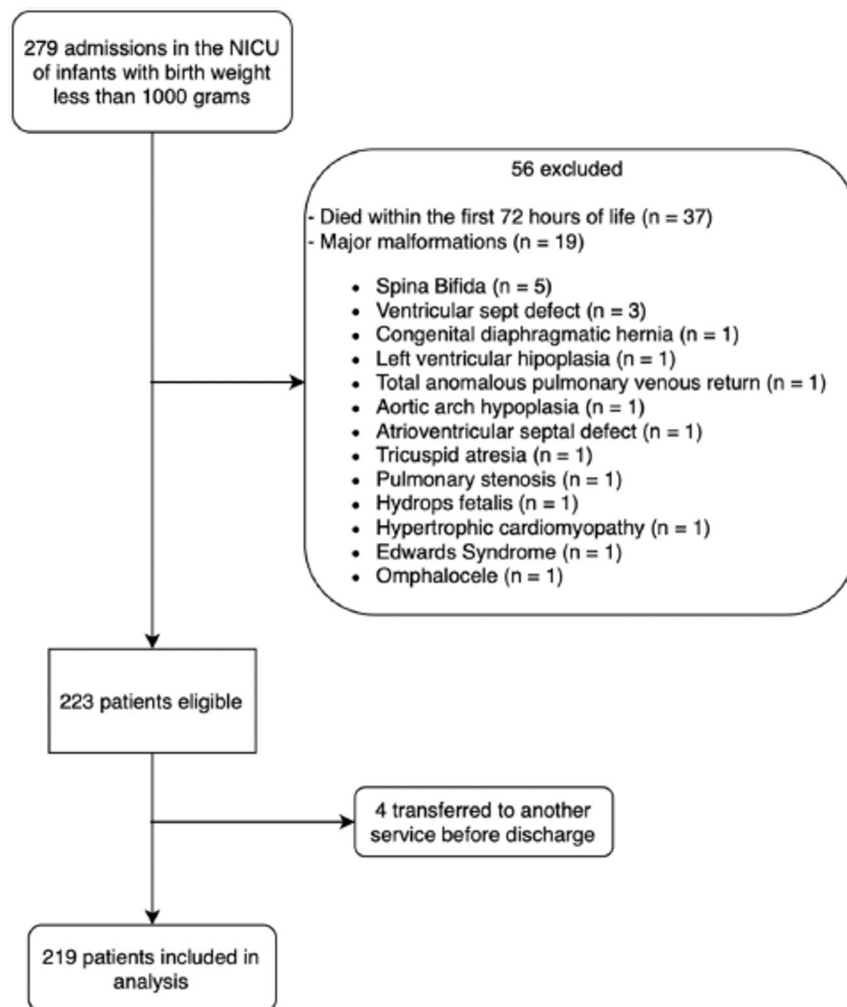 279 admissions in the NICU
of infants with birth weight
less than 1000 grams
56 excluded
- Died within the first 72 hours of life (n = 37)
- Major malformations (n = 19)
• Spina Bifida (n = 5)
• Ventricular sept defect (n = 3)
• Congenital diaphragmatic hernia (n = 1)
• Left ventricular hipoplasia (n = 1)
• Total anomalous pulmonary venous return (n = 1)
• Aortic arch hypoplasia (n = 1)
• Atrioventricular septal defect (n = 1)
• Tricuspid atresia (n = 1)
• Pulmonary stenosis (n = 1)
• Hydrops fetalis (n = 1)
• Hypertrophic cardiomyopathy (n = 1)
• Edwards Syndrome (n = 1)
• Omphalocele (n = 1)
223 patients eligible
4 transferred to another
service before discharge
219 patients included in
analysis